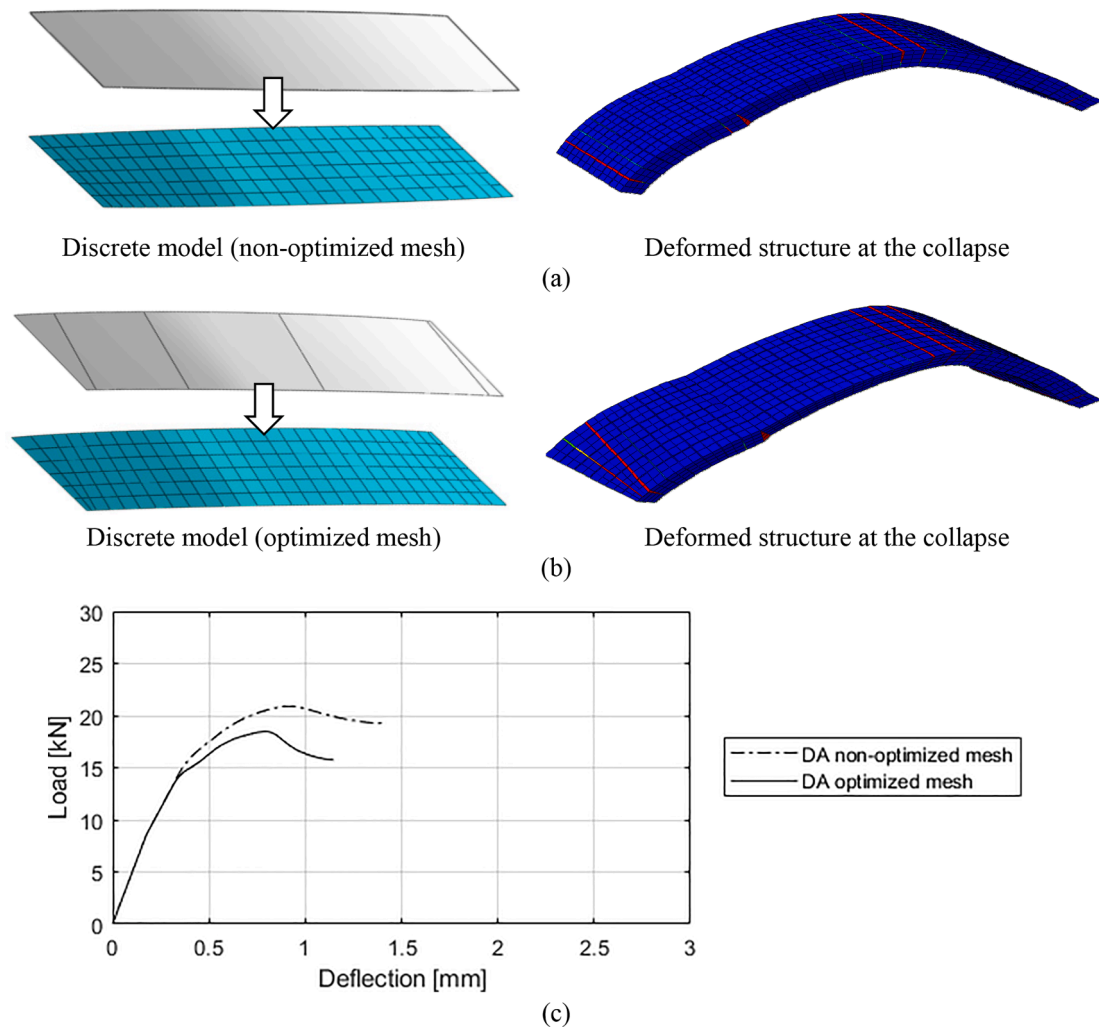 Discrete model (non-optimized mesh)
Deformed structure at the collapse
(a)
Discrete model (optimized mesh)
Deformed structure at the collapse
(b)
30
25
20
15
10
5
0
Load [kN]
0 0.5 1 1.5 2 2.5 3
Deflection [mm]
DA non-optimized mesh
DA optimized mesh
(c)